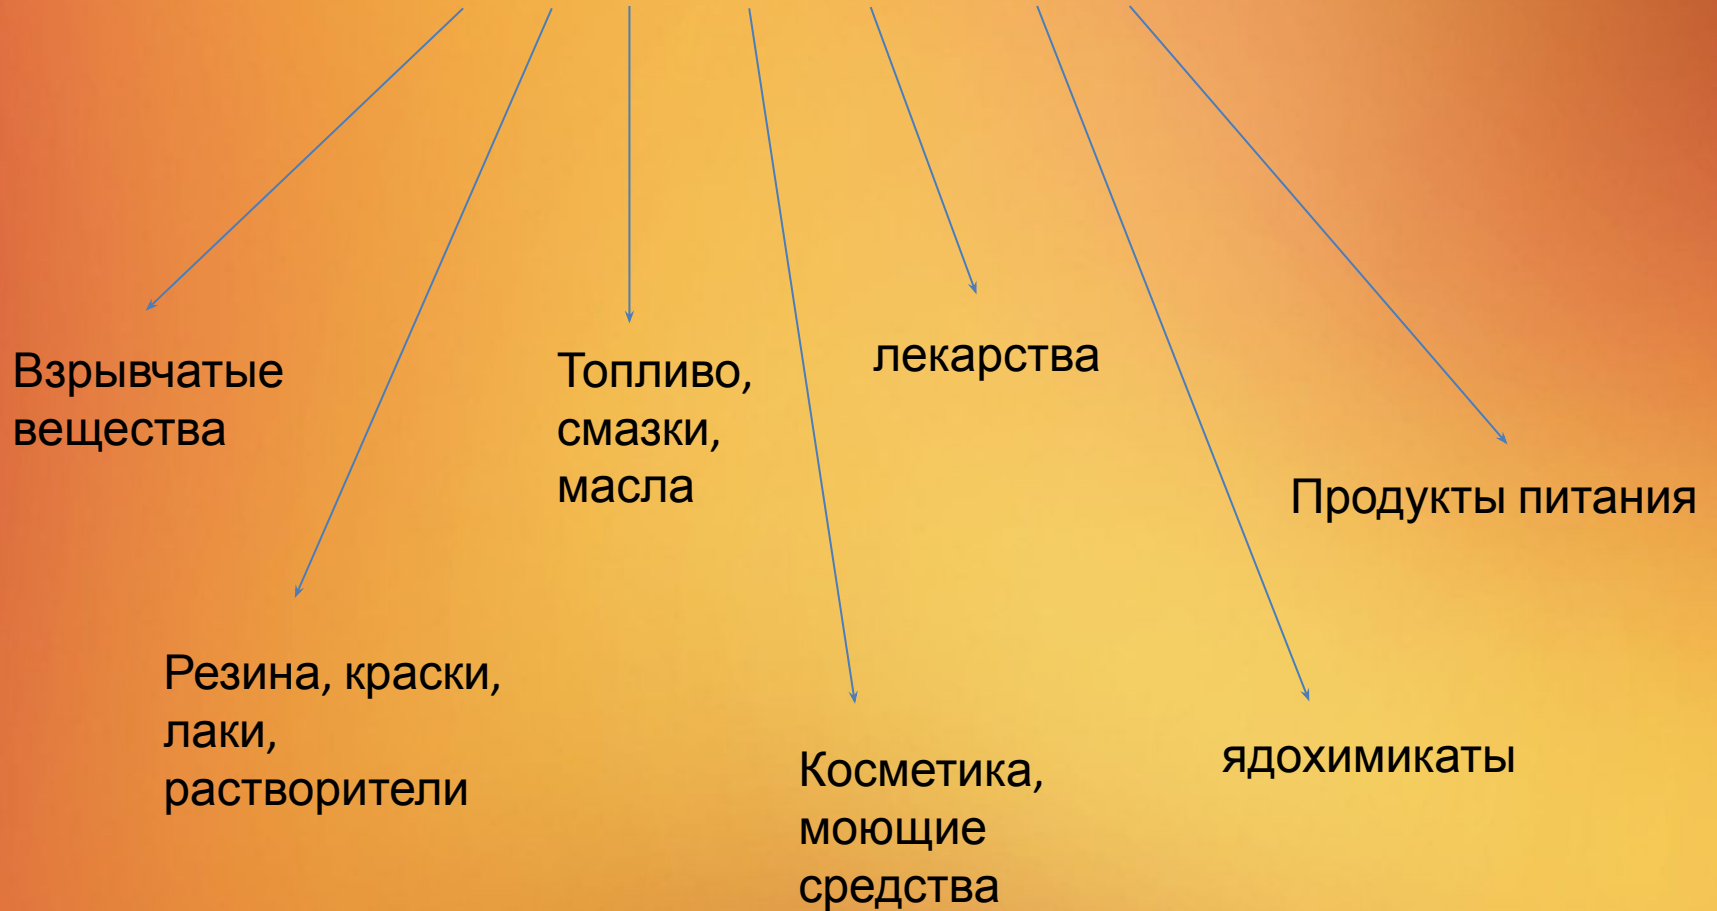 Взрывчатые
вещества
Топливо,
смазки,
масла
лекарства
Продукты питания
Резина, краски,
лаки,
растворители
Косметика,
моющие
средства
ядохимикаты